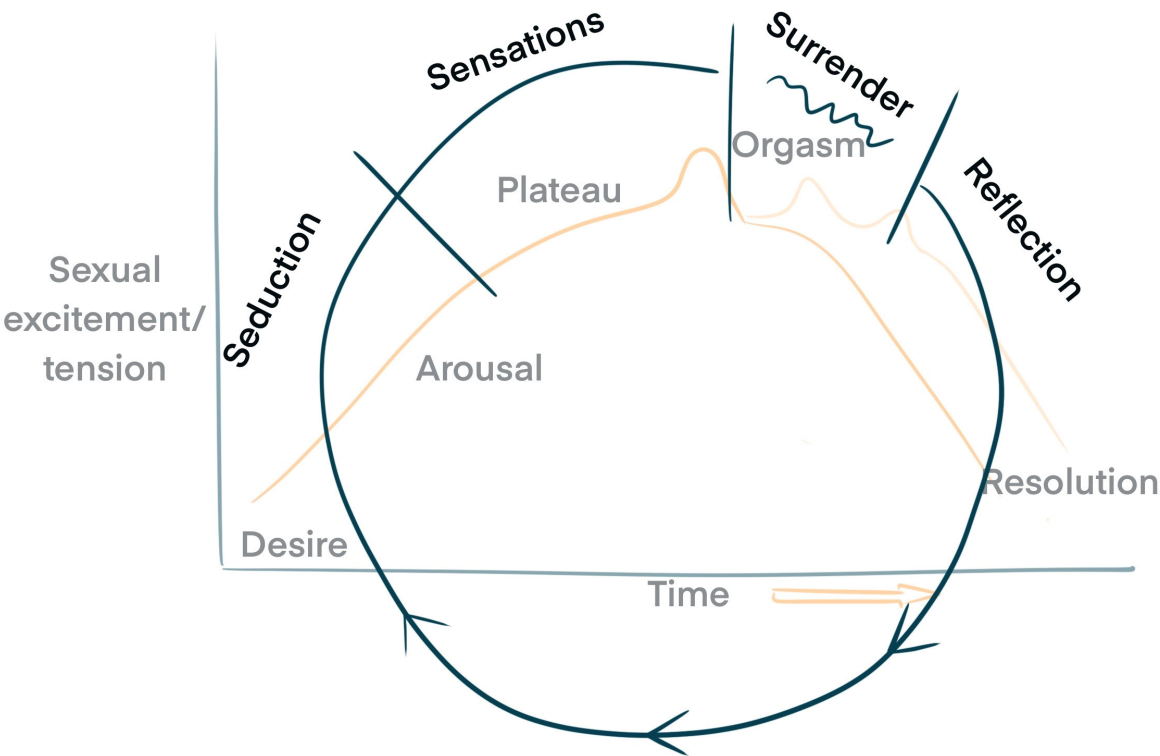 Sensations
Surrender
Orgasm
Plateau
Reflection
Seduction
Sexual
excitement/
tension
Arousal
Resolution
Desire
Time